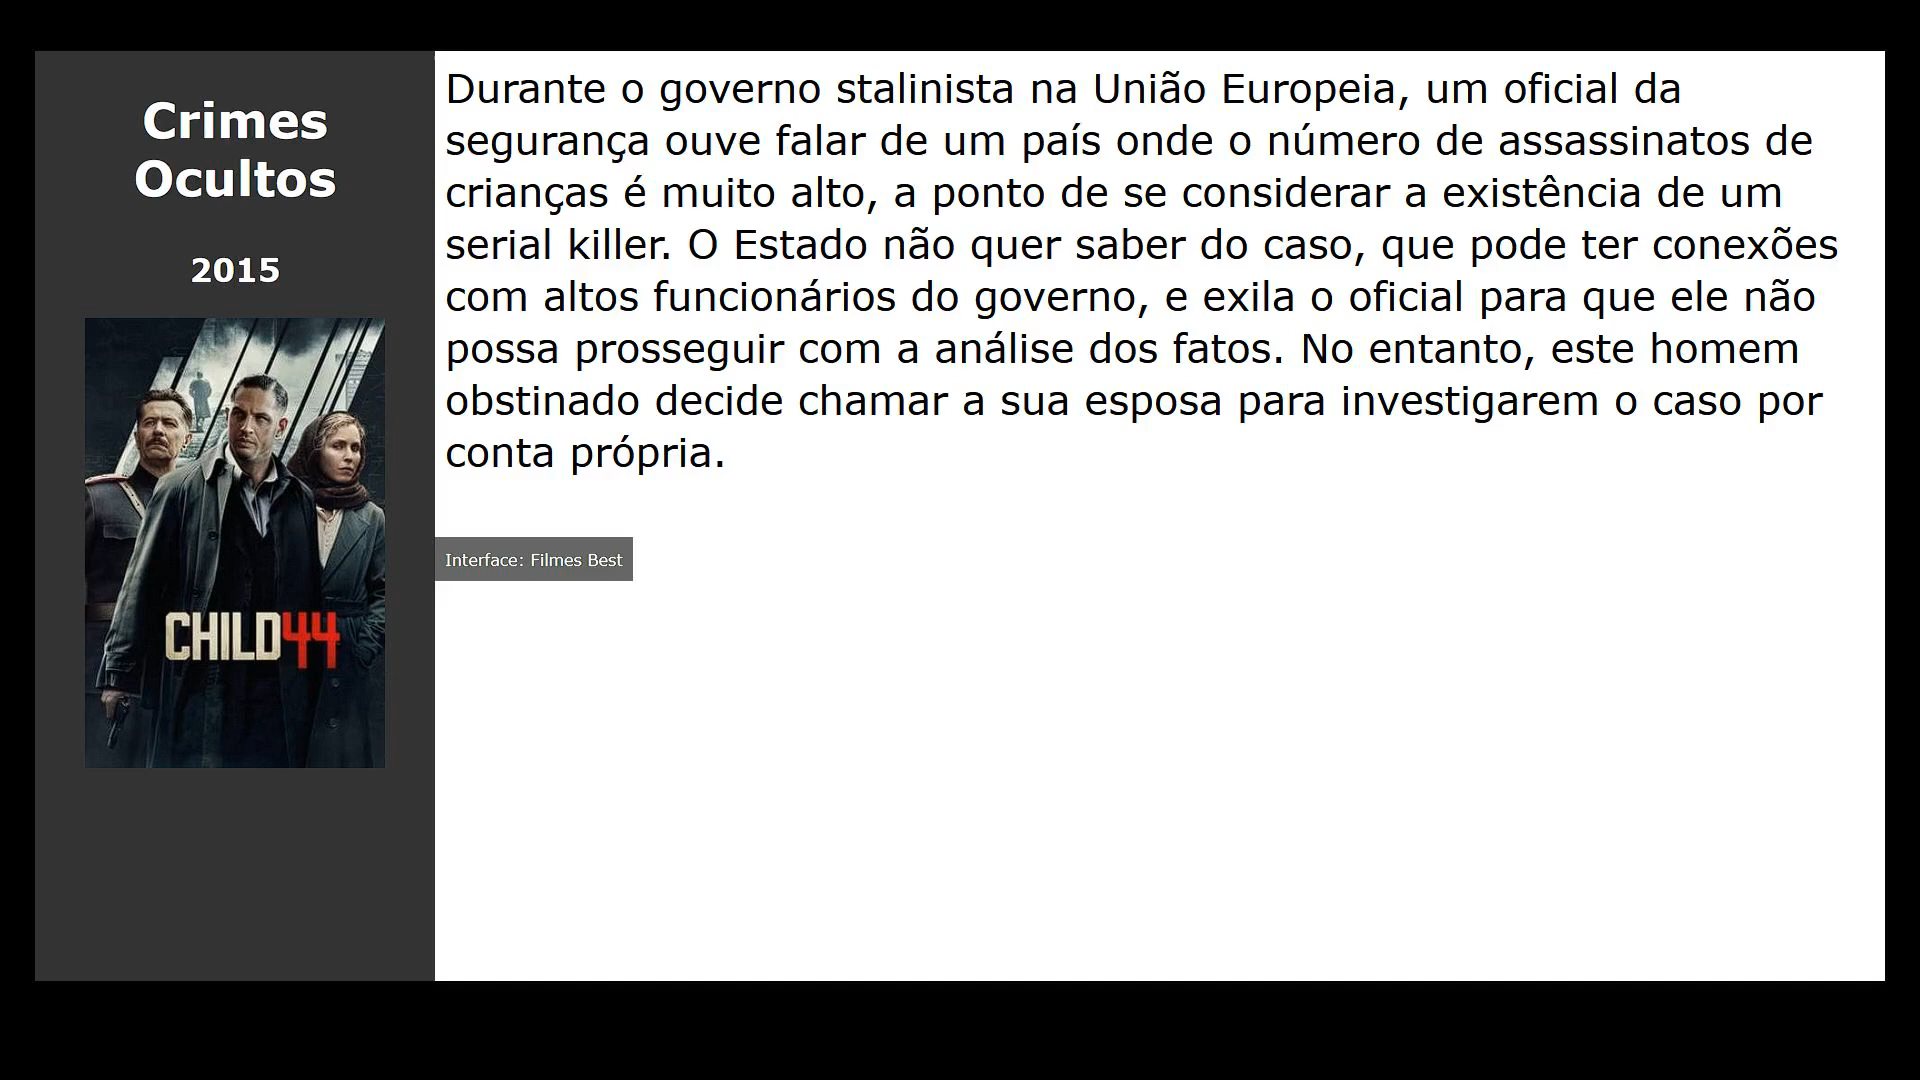 Crimes
Ocultos
2015
CHILD44
Durante o governo stalinista na União Europeia, um oficial da
segurança ouve falar de um país onde o número de assassinatos de
crianças é muito alto, a ponto de se considerar a existência de um
serial killer. O Estado não quer saber do caso, que pode ter conexões
com altos funcionários do governo, e exila o oficial para que ele não
possa prosseguir com a análise dos fatos. No entanto, este homem
obstinado decide chamar a sua esposa para investigarem o caso por
conta própria.
Interface: Filmes Best